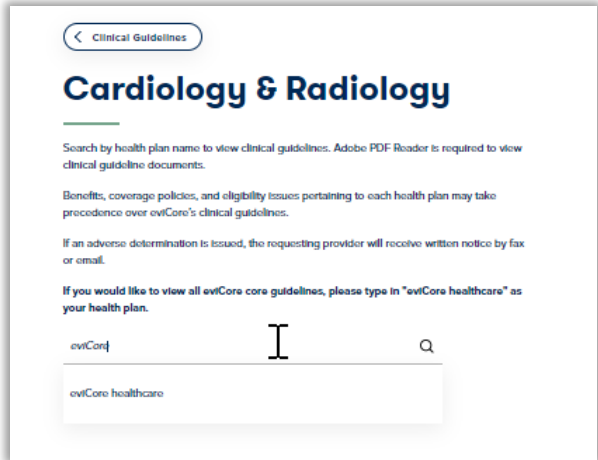 Clinical Guidelines
Cardiology & Radiology
Search by health plan name to view clinical guidelines. Adobe PDF Reader is required to view
clinical guideline documents.
Benefits, coverage policies, and eligibility issues pertaining to each health plan may take
precedence over eviCore's clinical guidelines.
If an adverse determination is issued, the requesting provider will receive written notice by fax
or email.
If you would like to view all eviCore core guidelines, please type in "eviCore healthcare" as
your health plan.
eviCore
eviCore healthcare